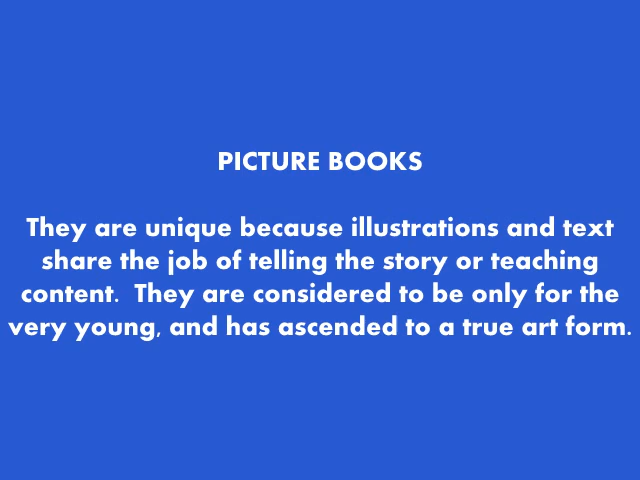 PICTURE BOOKS
They are unique because illustrations and text
share the job of telling the story or teaching
content.  They are considered to be only for the
very young, and has ascended to a true art form.